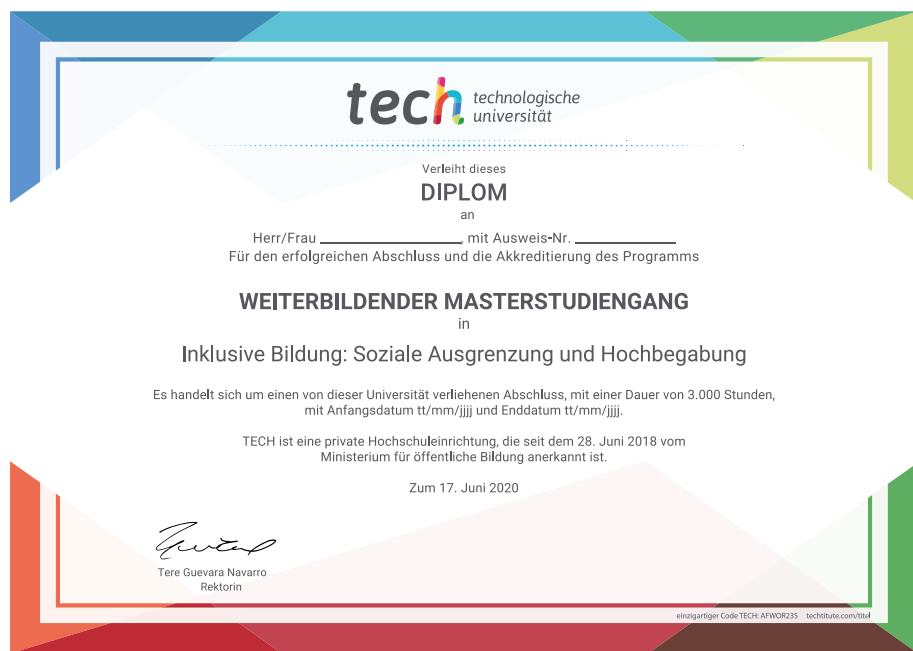 tech technologische
universität
Verleiht dieses
DIPLOM
an
Herr/Frau ____________________, mit Ausweis-Nr. ______________
Für den erfolgreichen Abschluss und die Akkreditierung des Programms
WEITERBILDENDER MASTERSTUDIENGANG
in
Inklusive Bildung: Soziale Ausgrenzung und Hochbegabung
Es handelt sich um einen von dieser Universität verliehenen Abschluss, mit einer Dauer von 3.000 Stunden,
mit Anfangsdatum tt/mm/jjjj und Enddatum tt/mm/jjjj.
TECH ist eine private Hochschuleinrichtung, die seit dem 28. Juni 2018 vom
Ministerium für öffentliche Bildung anerkannt ist.
Zum 17. Juni 2020
Tere Guevara Navarro
Rektorin
einzigartiger Code TECH: AFWOR23S techtitute.com/titel